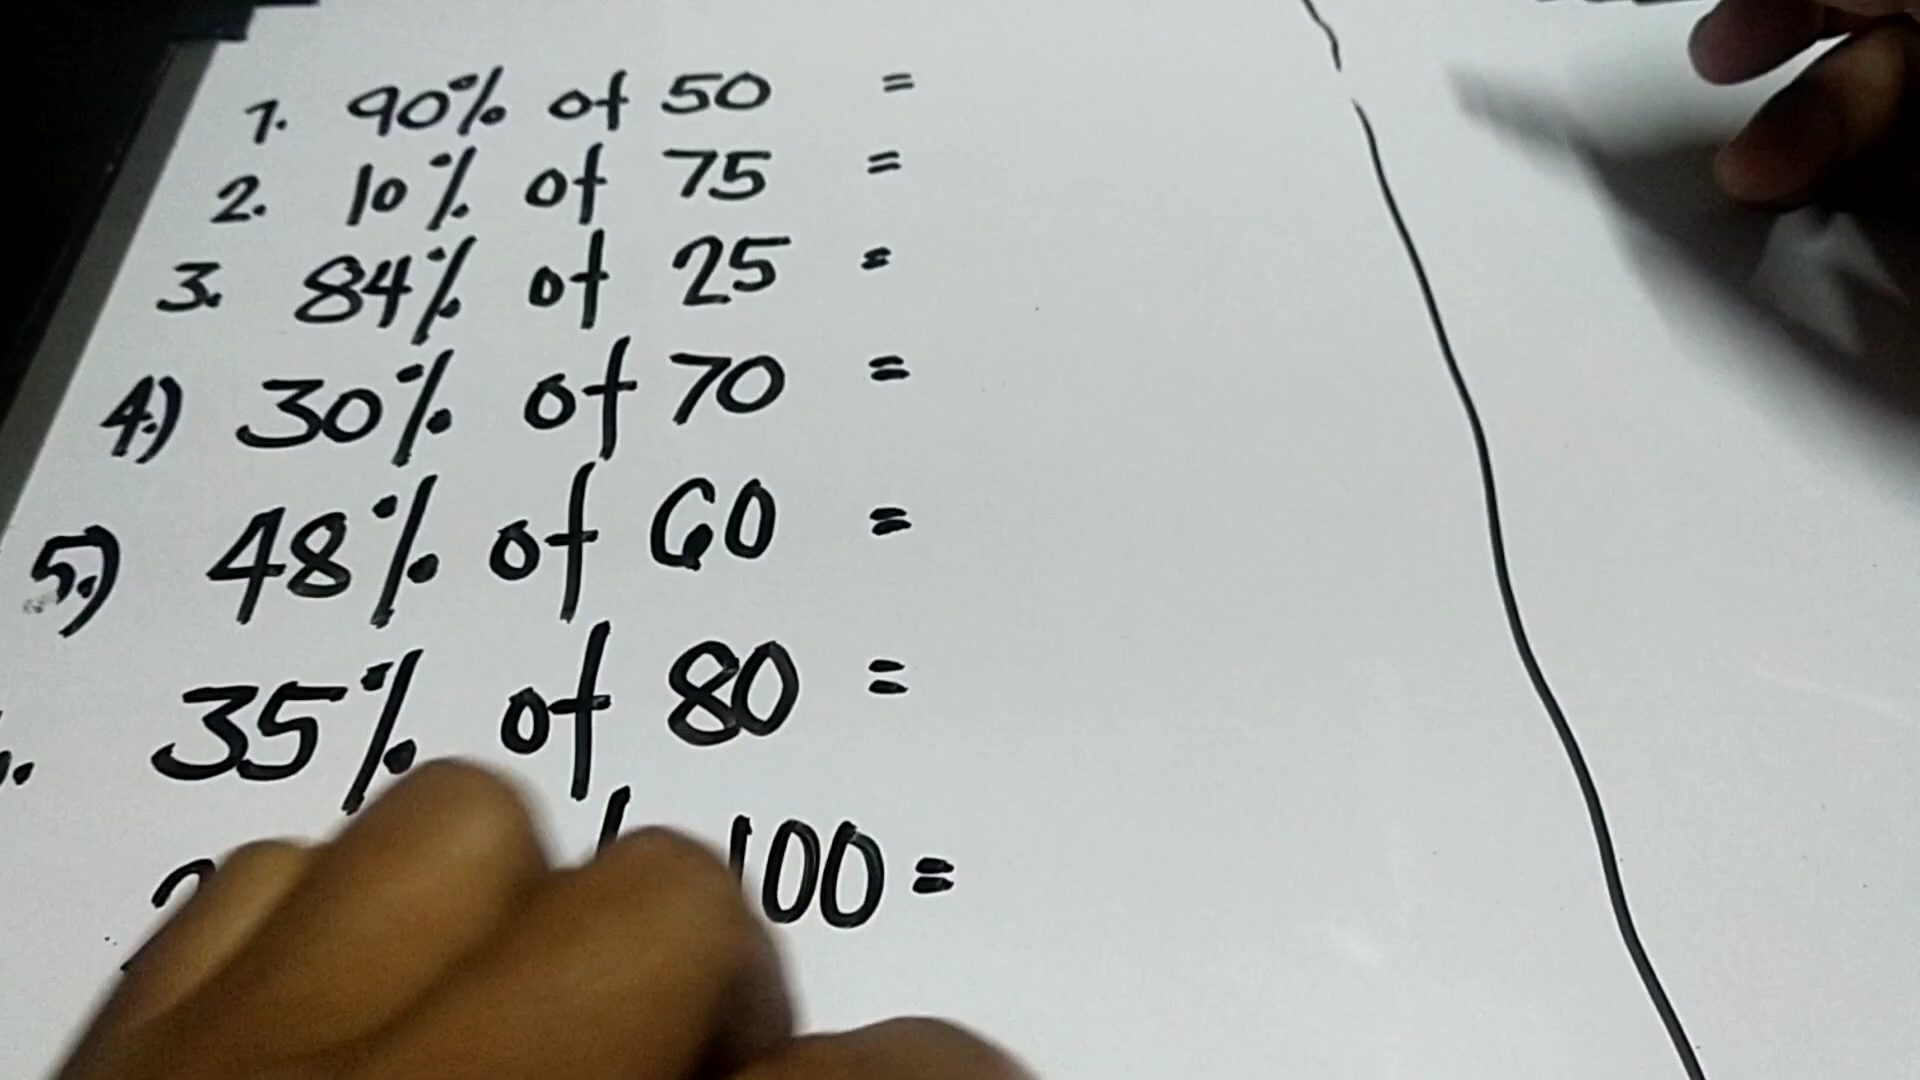 1. 90% of 50 =
2. 10% of 75 =
3. 84% of 25 =
4.) 30% of 70 =
5.) 48% of 60 =
35% of 80 =
100 =